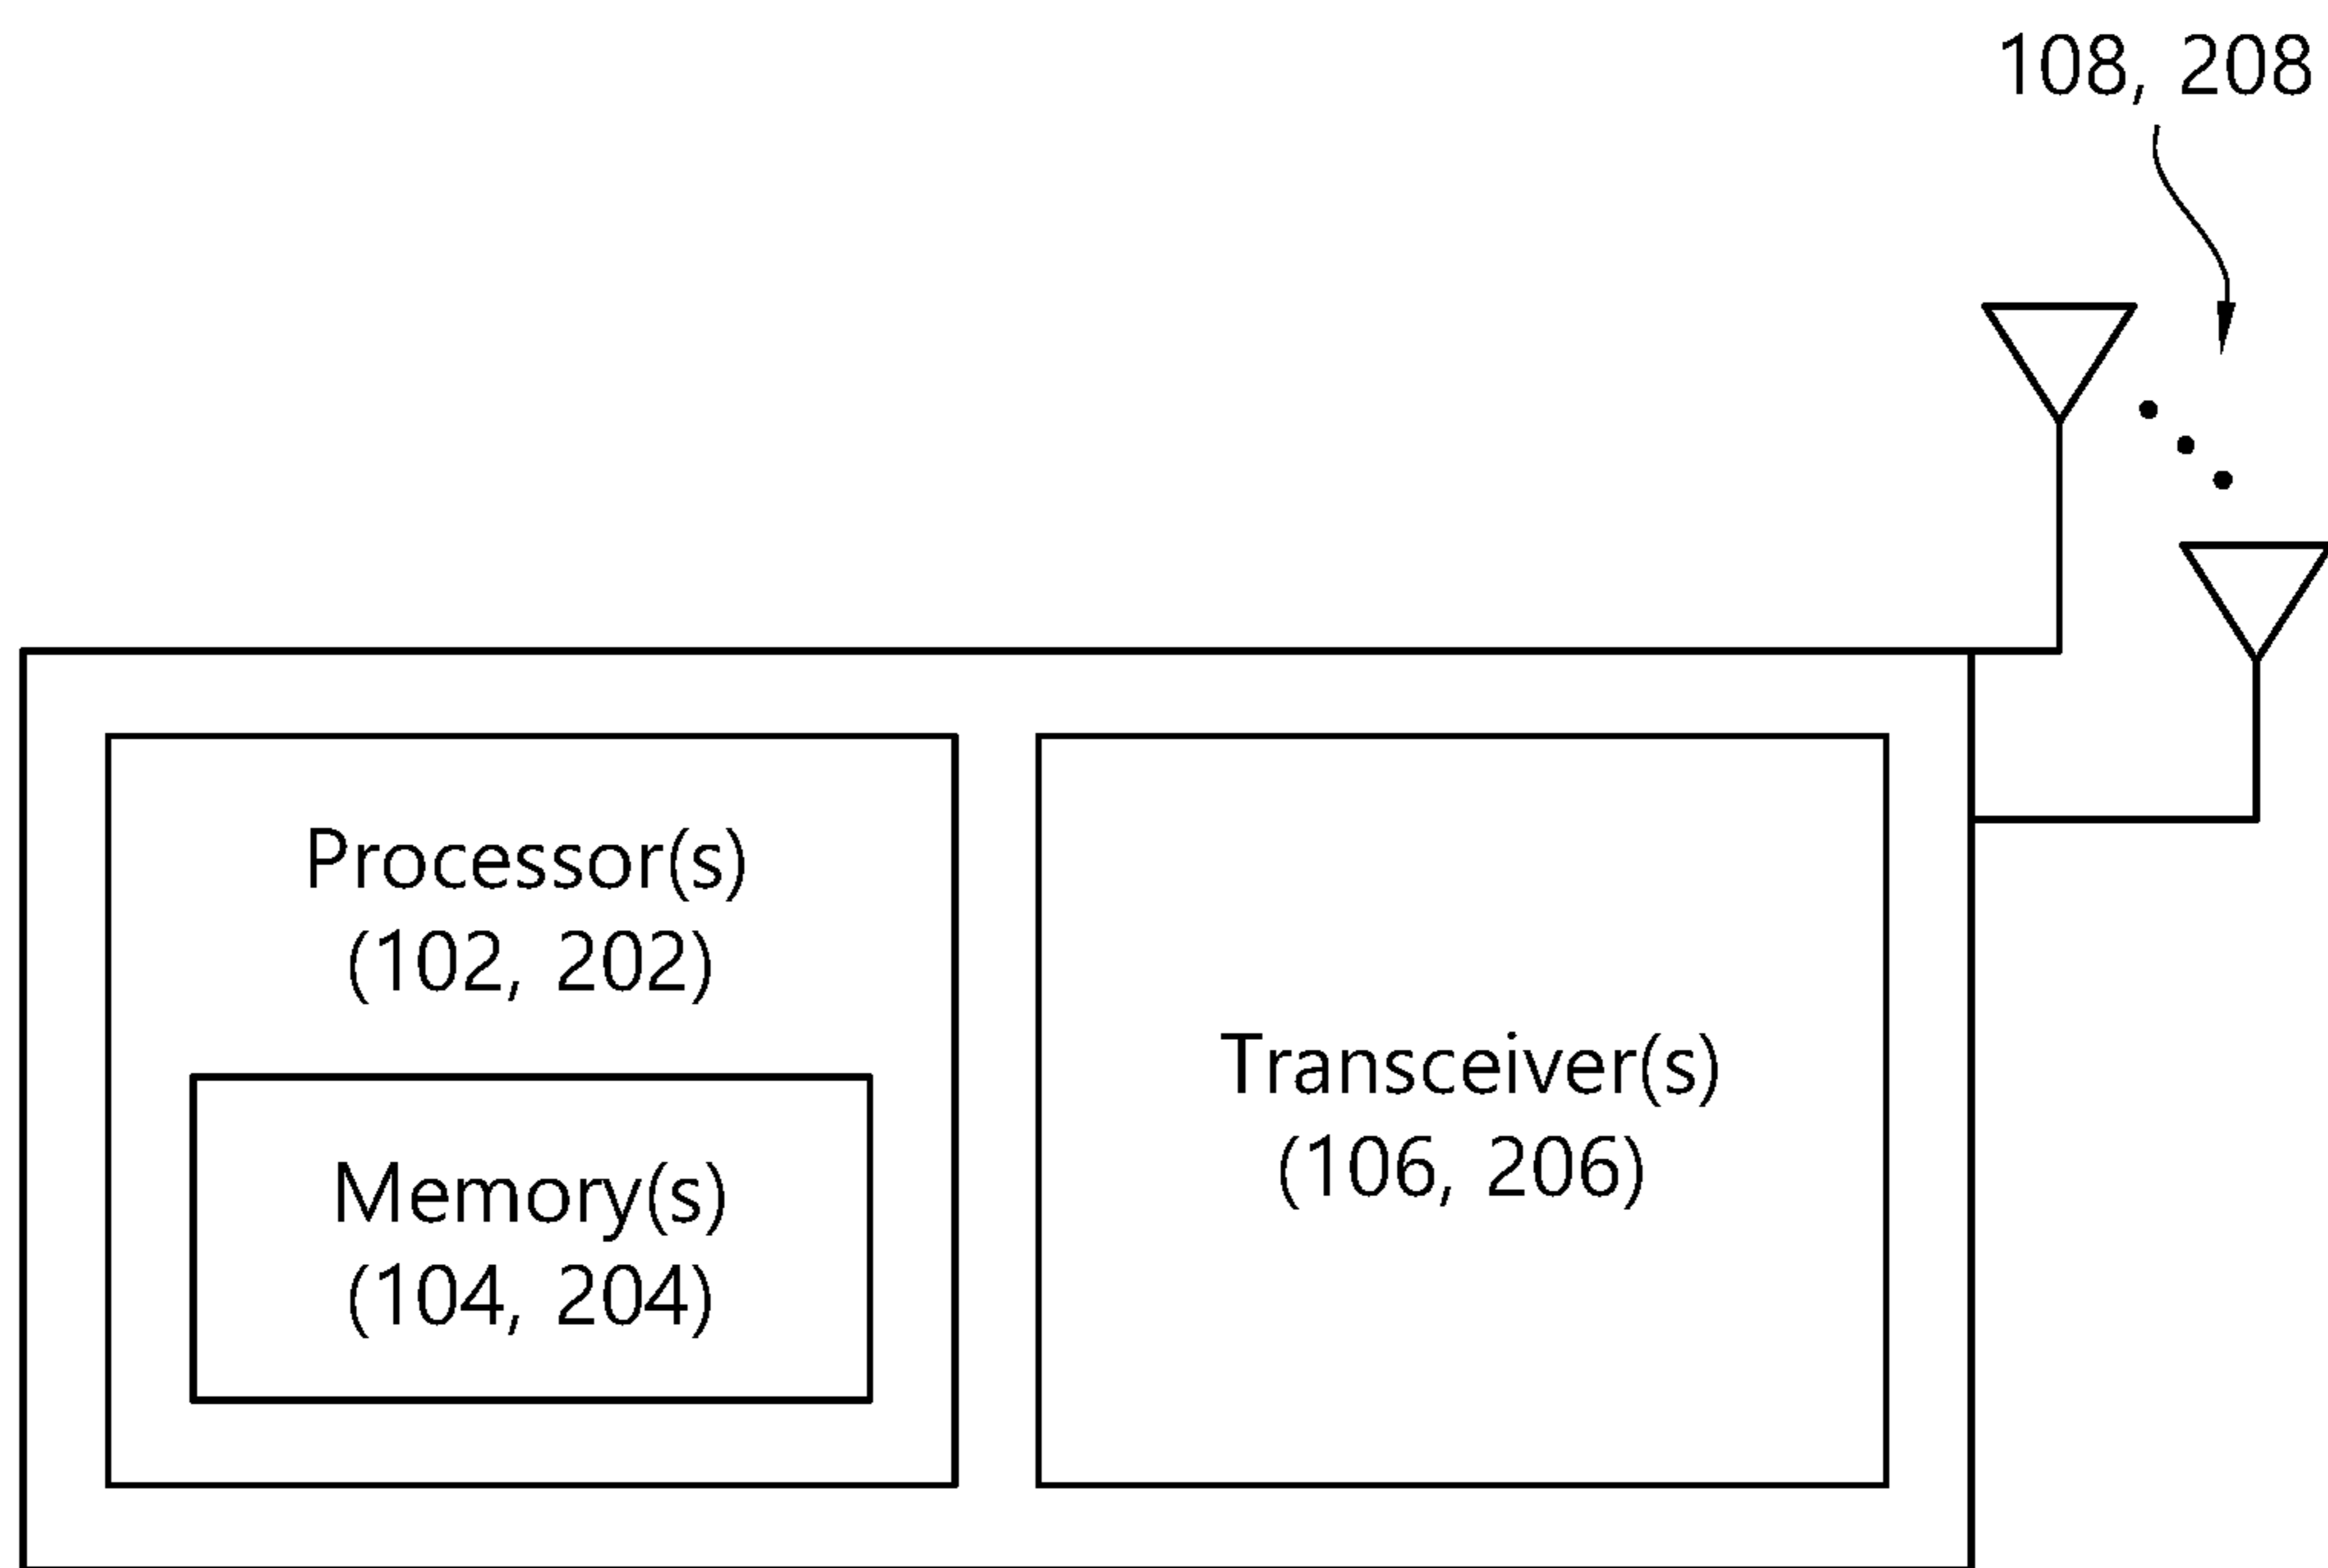 108, 208
Processor(s)
(102, 202)
Memory(s)
(104, 204)
Transceiver(s)
(106, 206)